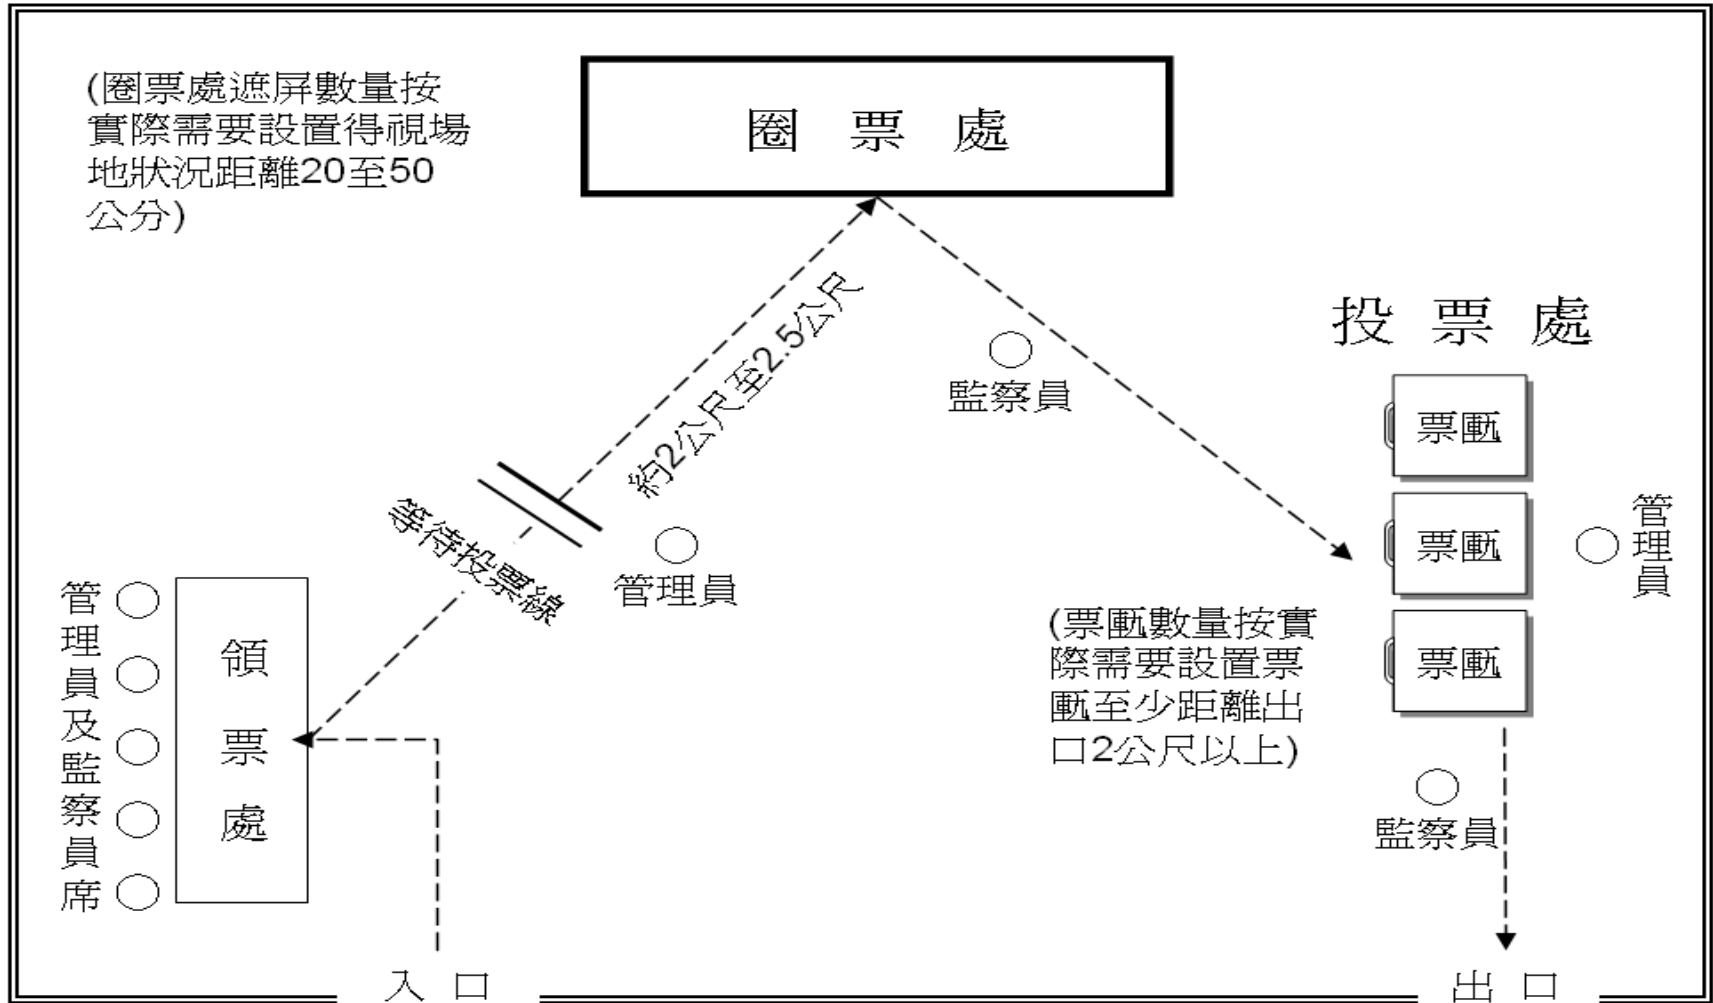 (圈票處遮屏數量按
實際需要設置得視場
地狀況距離20至50
公分)
圈票處
約2公尺至2.5公尺
等待投票線
管理員
監察員
投票處
票匭
票匭
票匭
管理員
(票匭數量按實
際需要設置票
匭至少距離出
口2公尺以上)
監察員
管理員及監察員席
領票處
入口
出口